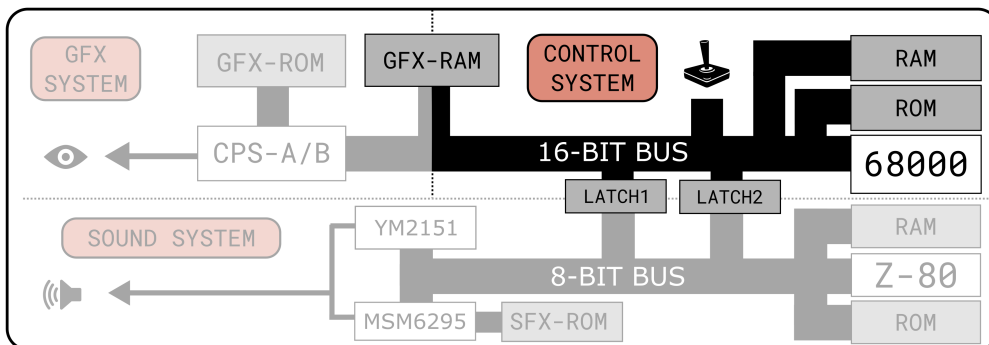 GFX
SYSTEM
GFX-ROM
GFX-RAM
CONTROL
SYSTEM
RAM
ROM
CPS-A/B
16-BIT BUS
68000
LATCH1
LATCH2
SOUND SYSTEM
YM2151
RAM
8-BIT BUS
Z-80
MSM6295
SFX-ROM
ROM